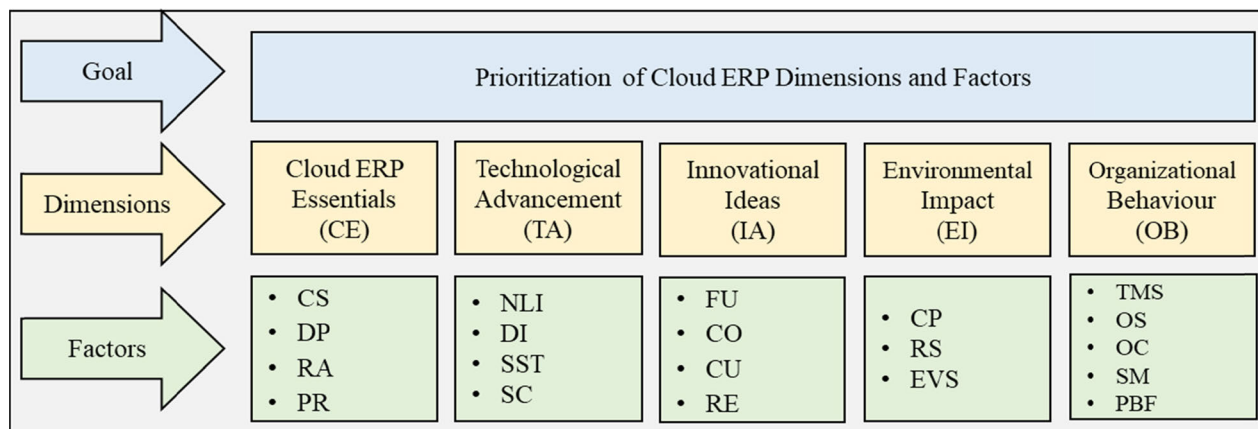 Goal
Prioritization of Cloud ERP Dimensions and Factors
Dimensions
Cloud ERP
Essentials
(CE)
Technological
Advancement
(TA)
Innovational
Ideas
(IA)
Environmental
Impact
(EI)
Organizational
Behaviour
(OB)
Factors
• CS
• DP
• RA
• PR
• NLI
• DI
• SST
• SC
• FU
• CO
• CU
• RE
• CP
• RS
• EVS
• TMS
• OS
• OC
• SM
• PBF